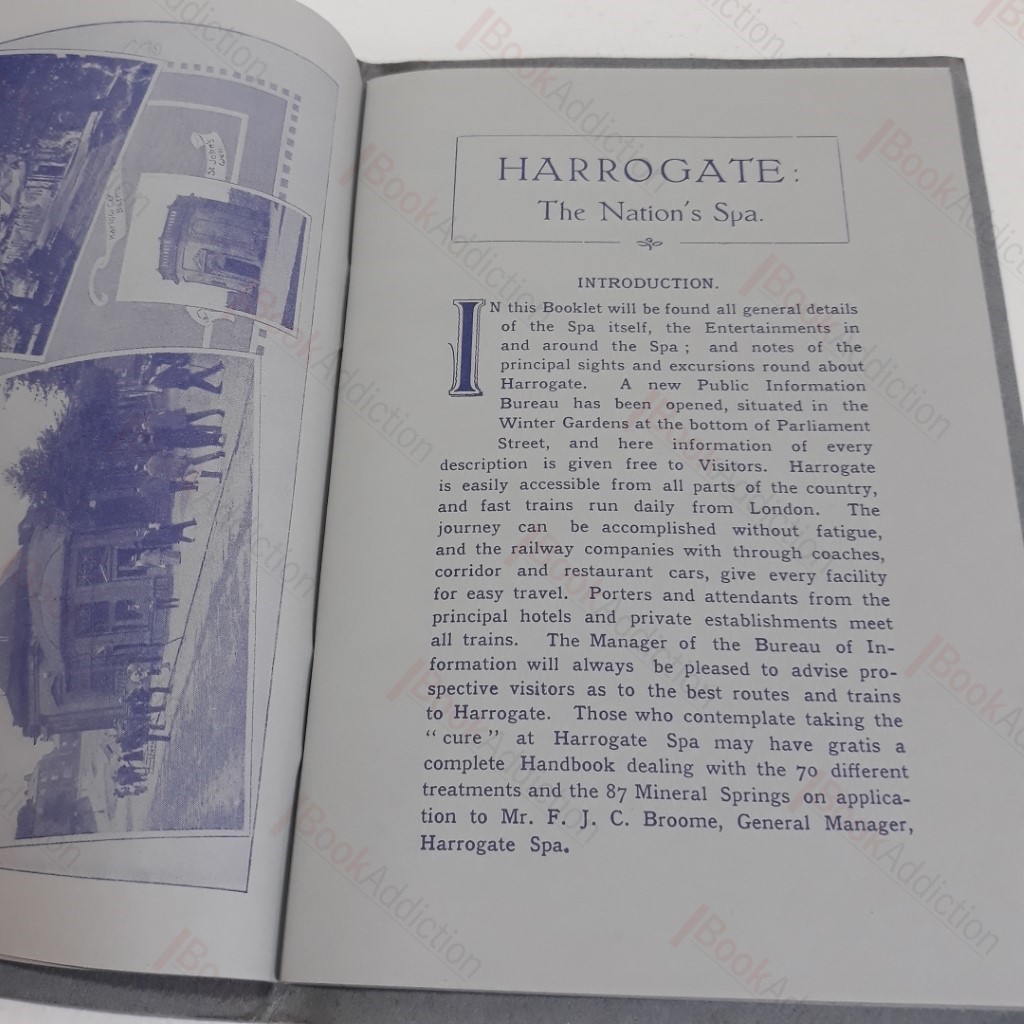 St John's
Well
HARROGATE:
The Nation's Spa.
INTRODUCTION.
IN this Booklet will be found all general details
of the Spa itself, the Entertainments in
and around the Spa ; and notes of the
principal sights and excursions round about
Harrogate. A new Public Information
Bureau has been opened, situated in the
Winter Gardens at the bottom of Parliament
Street, and here information of every
description is given free to Visitors. Harrogate
is easily accessible from all parts of the country,
and fast trains run daily from London. The
journey can be accomplished without fatigue,
and the railway companies with through coaches,
corridor and restaurant cars, give every facility
for easy travel. Porters and attendants from the
principal hotels and private establishments meet
all trains. The Manager of the Bureau of In-
formation will always be pleased to advise pro-
spective visitors as to the best routes and trains
to Harrogate. Those who contemplate taking the
“ cure ” at Harrogate Spa may have gratis a
complete Handbook dealing with the 70 different
treatments and the 87 Mineral Springs on applica-
tion to Mr. F. J. C. Broome, General Manager,
Harrogate Spa.
BookAddiction